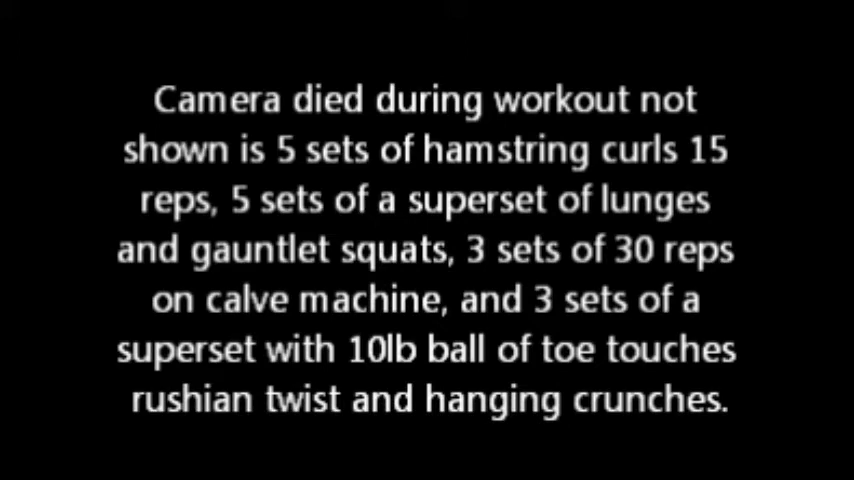 Camera died during workout not
shown is 5 sets of hamstring curls 15
reps, 5 sets of a superset of lunges
and gauntlet squats, 3 sets of 30 reps
on calve machine, and 3 sets of a
superset with 10lb ball of toe touches
rushian twist and hanging crunches.